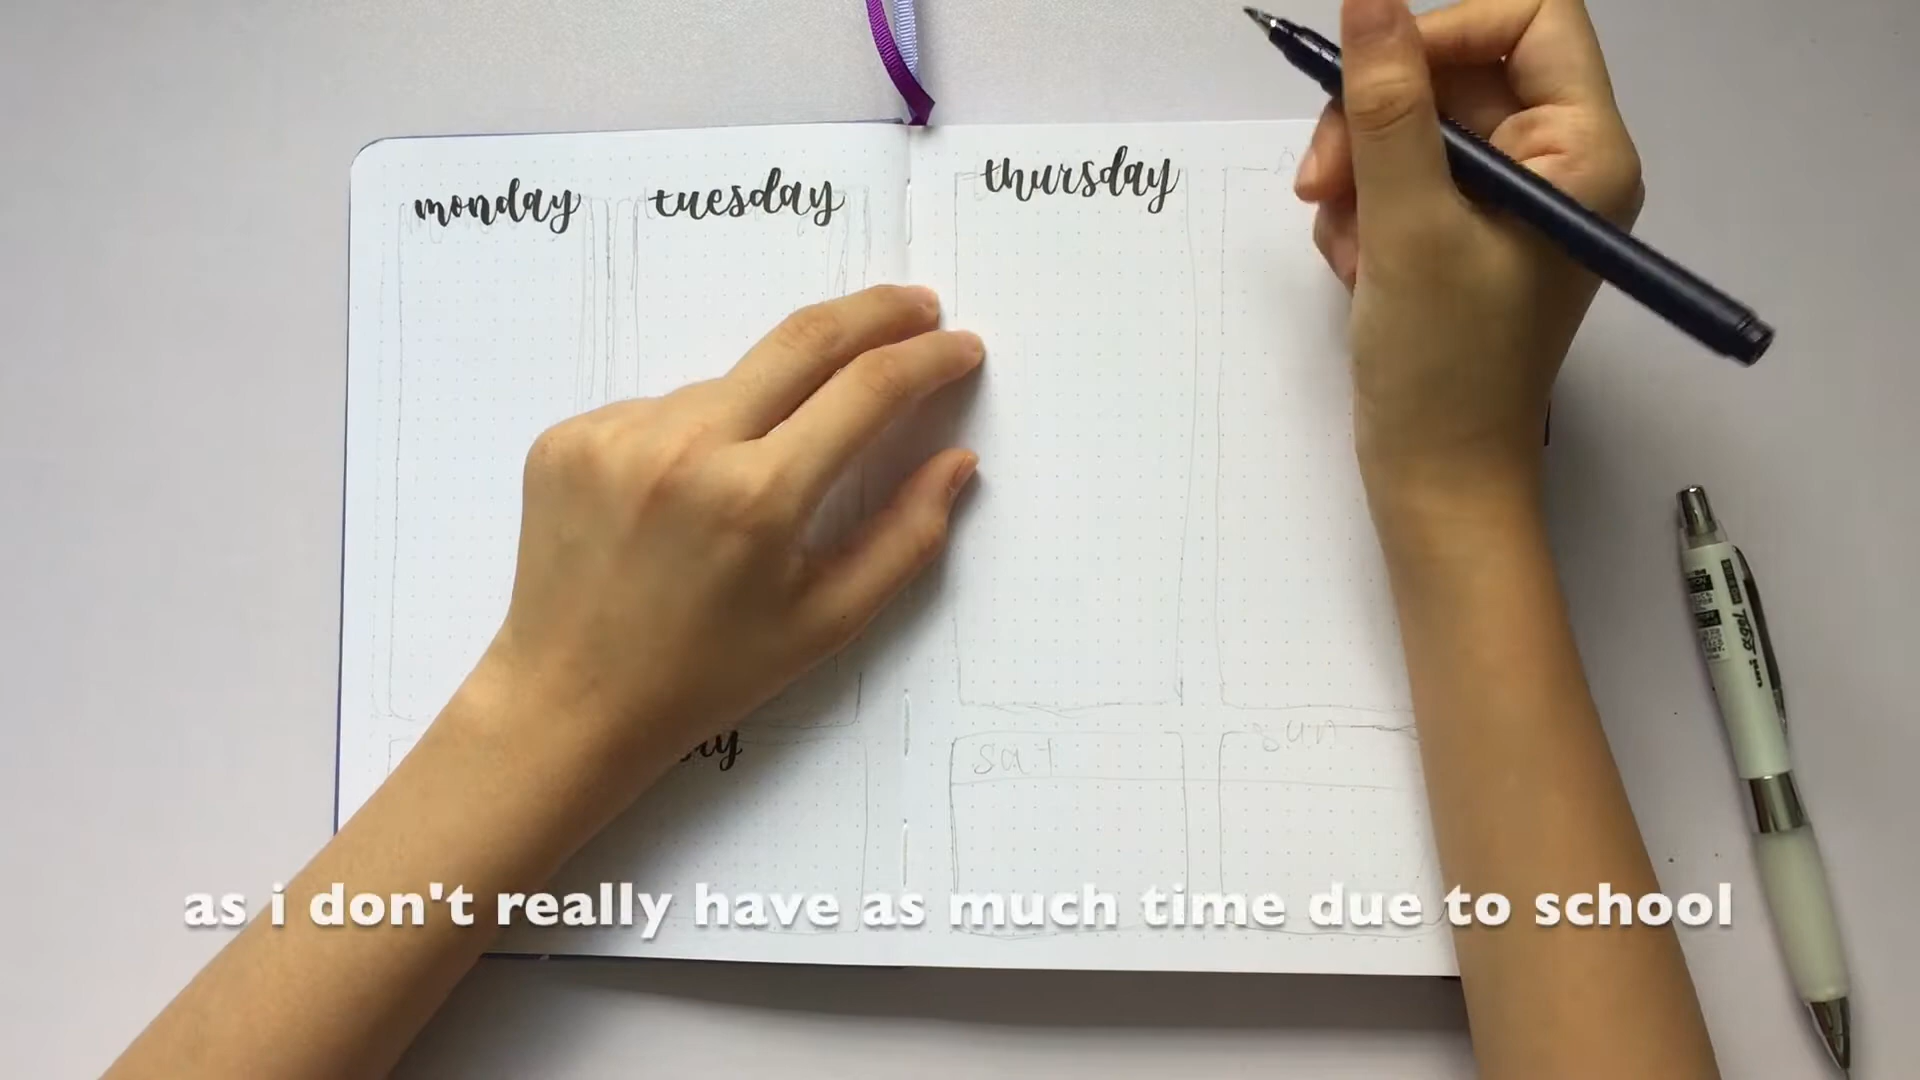 monday
tuesday
thursday
sat
sun
as i don't really have as much time due to school